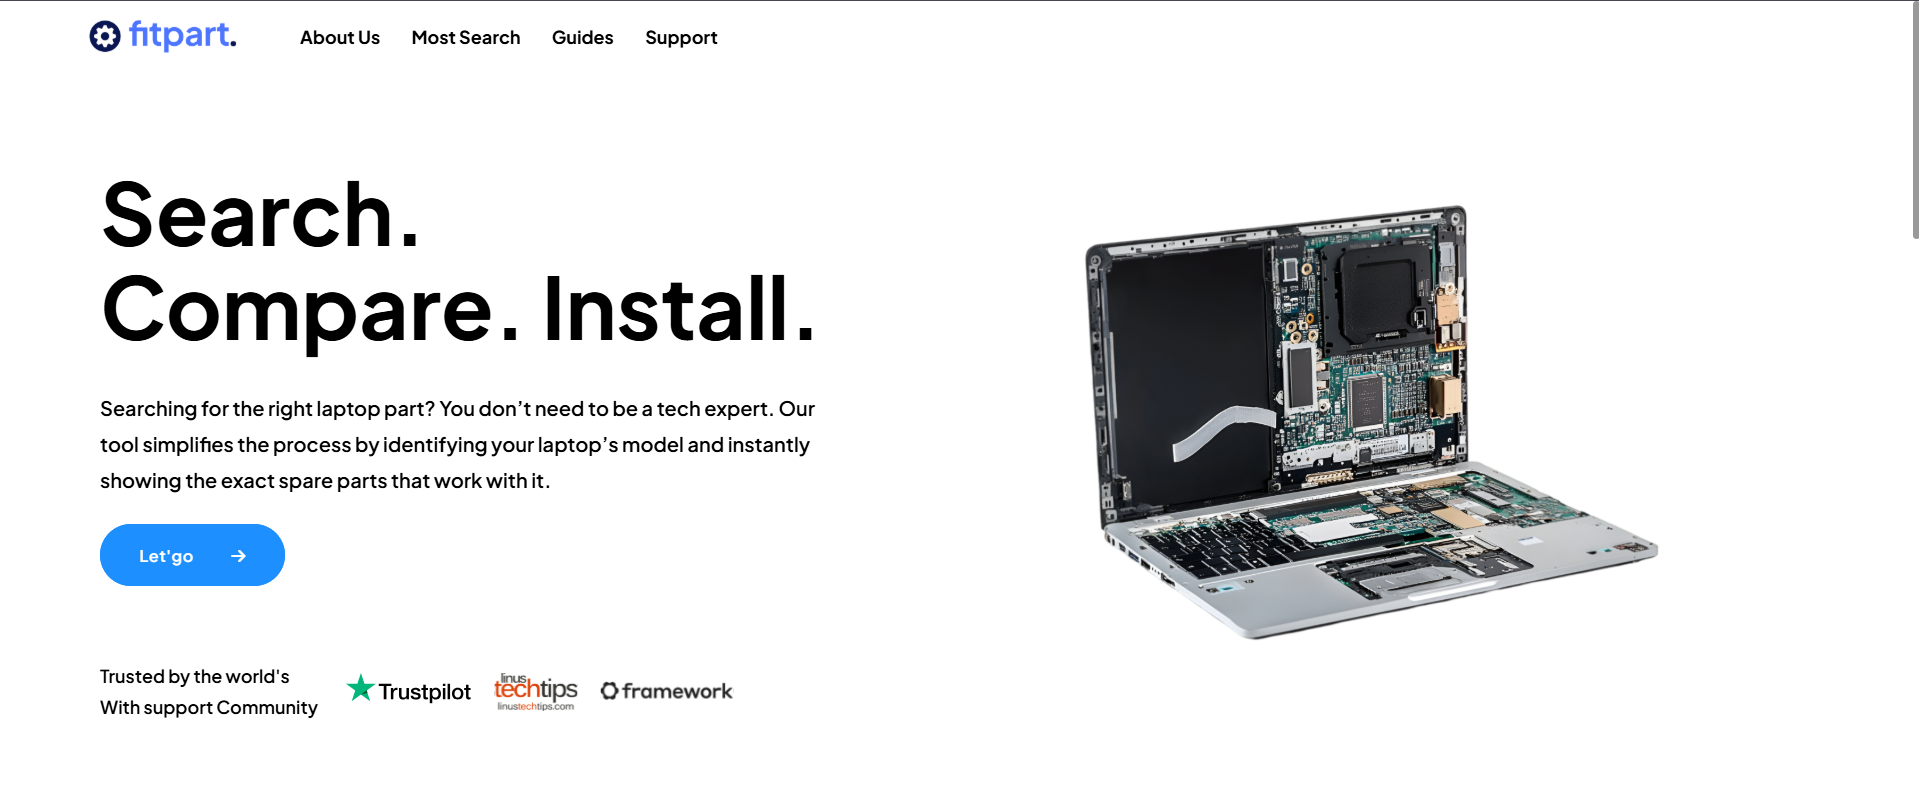 fitpart.
About Us Most Search Guides Support
Search.
Compare. Install.
Searching for the right laptop part? You don’t need to be a tech expert. Our
tool simplifies the process by identifying your laptop’s model and instantly
showing the exact spare parts that work with it.
Let'go
Trusted by the world's
With support Community
Trustpilot
linus
techtips
linustechtips.com
framework